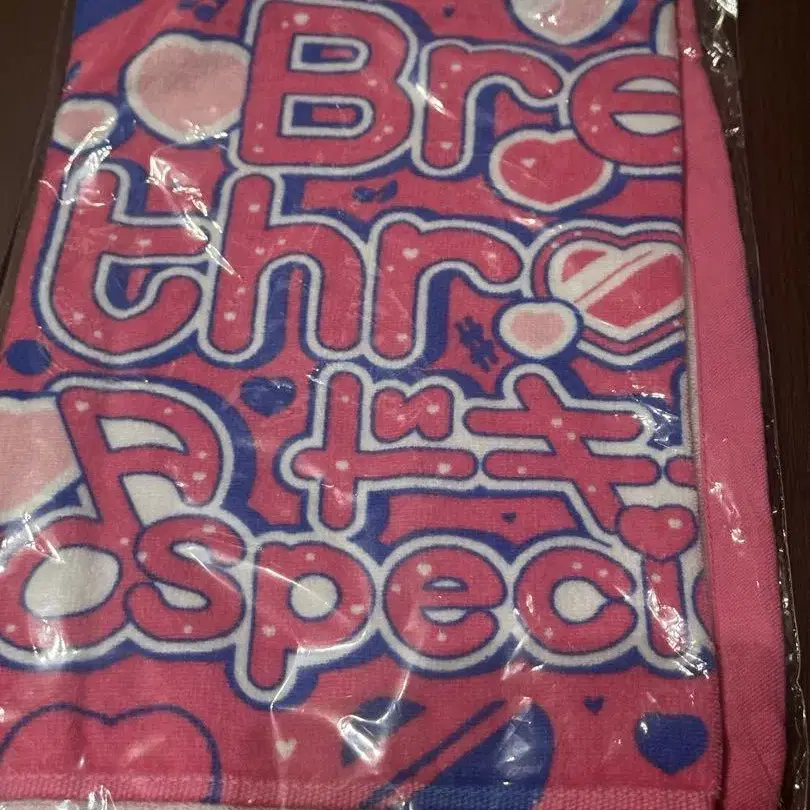 Bre
thr
ドキ
speci